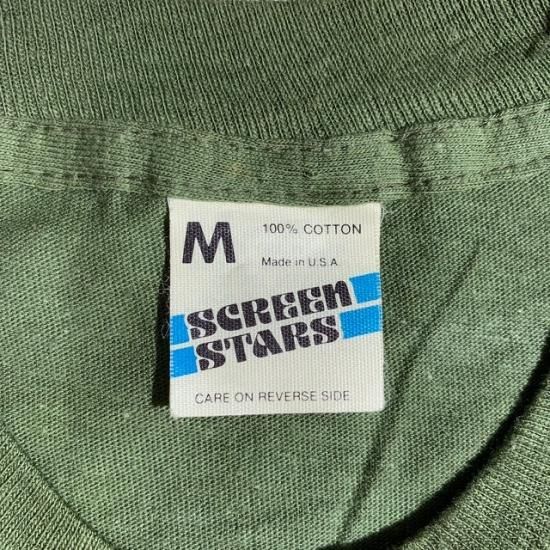 M
100% COTTON
Made in U.S.A.
SCREEN
STARS
CARE ON REVERSE SIDE